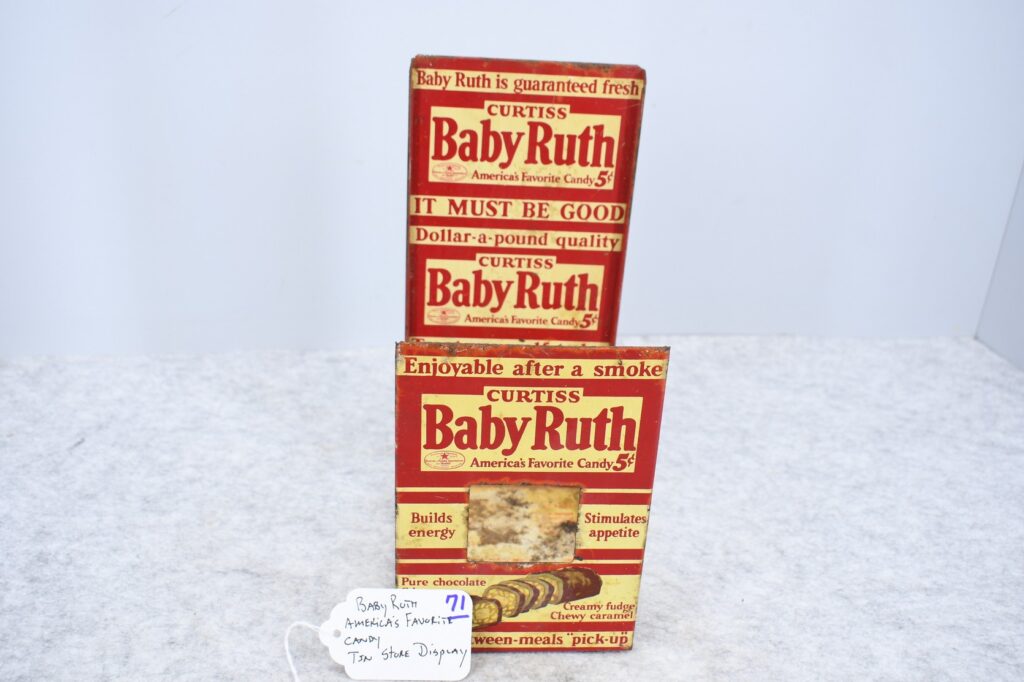 Baby Ruth is guaranteed fresh
CURTISS
Baby Ruth
America's Favorite Candy 5¢
IT MUST BE GOOD
Dollar-a-pound quality
CURTISS
Baby Ruth
America's Favorite Candy 5¢
Enjoyable after a smoke
CURTISS
Baby Ruth
America's Favorite Candy 5¢
Builds energy
Stimulates appetite
Pure chocolate
Creamy fudge
Chewy caramel
meals "pick-up"
BABY RUTH 71
AMERICA'S FAVORITE
CANDY
TIN STORE DISPLAY